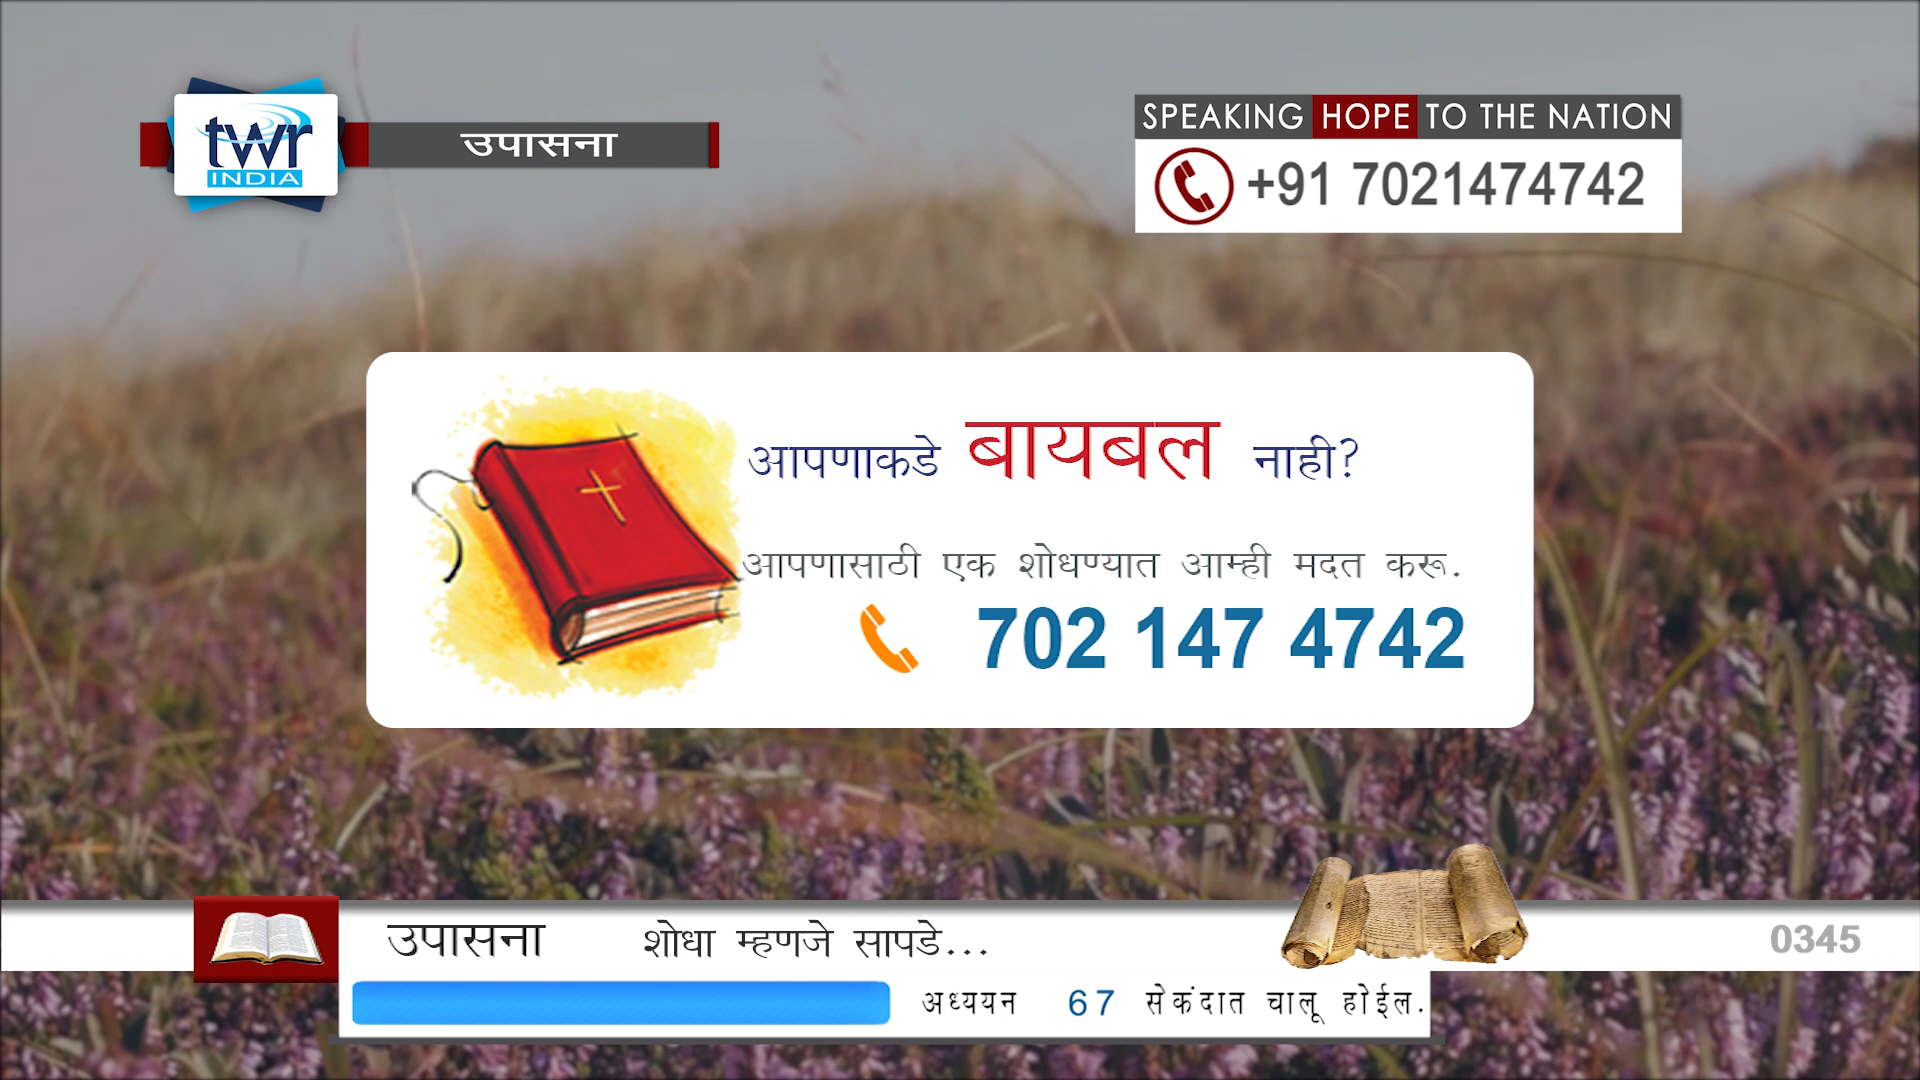 twr
INDIA
उपासना
SPEAKING HOPE TO THE NATION
+91 7021474742
आपणाकडे बायबल नाही?
आपणासाठी एक शोधण्यात आम्ही मदत करू.
702 147 4742
उपासना शोधा म्हणजे सापडे...
0345
अध्ययन 67 सेकंदात चालू होईल.